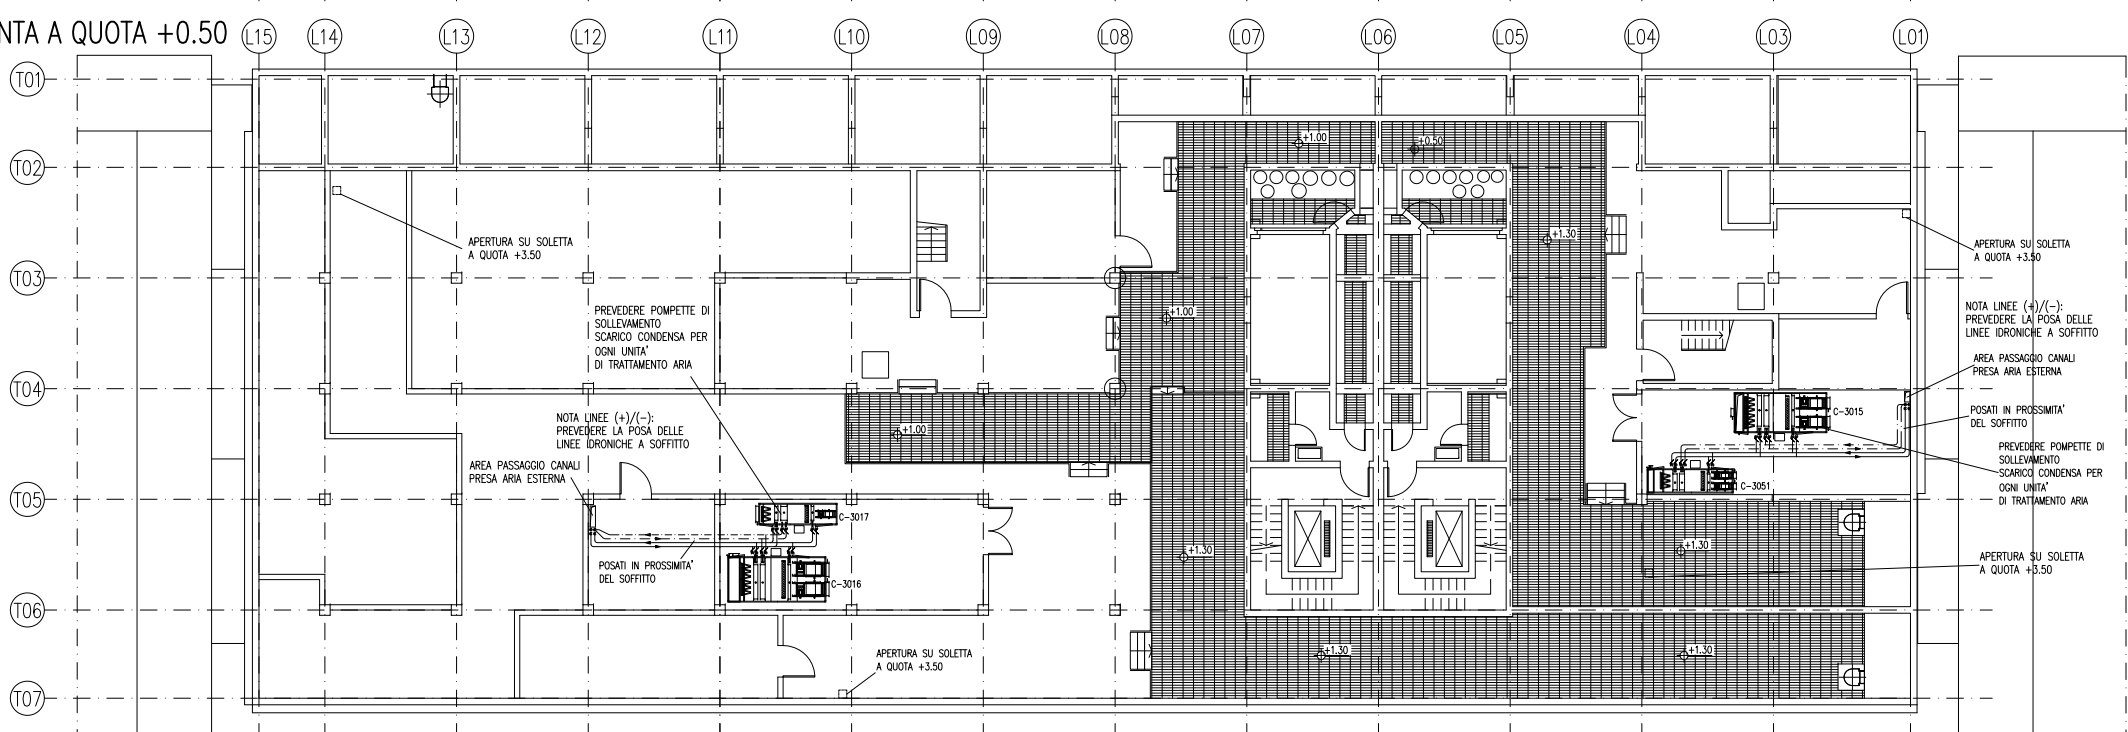 NTA A QUOTA +0.50
L15 L14 L13 L12 L11 L10 L09 L08 L07 L06 L05 L04 L03 L01
T01
T02
T03
T04
T05
T06
T07
+1.00
+0.50
+1.30
+1.00
+1.00
+1.30
+1.30
+1.30
+1.30
APERTURA SU SOLETTA
A QUOTA +3.50
PREVEDERE POMPETTE DI
SOLLEVAMENTO
SCARICO CONDENSA PER
OGNI UNITA'
DI TRATTAMENTO ARIA
NOTA LINEE (+)/(-):
PREVEDERE LA POSA DELLE
LINEE IDRONICHE A SOFFITTO
AREA PASSAGGIO CANALI
PRESA ARIA ESTERNA
C-3017
POSATI IN PROSSIMITA'
DEL SOFFITTO
C-3016
APERTURA SU SOLETTA
A QUOTA +3.50
APERTURA SU SOLETTA
A QUOTA +3.50
NOTA LINEE (+)/(-):
PREVEDERE LA POSA DELLE
LINEE IDRONICHE A SOFFITTO
AREA PASSAGGIO CANALI
PRESA ARIA ESTERNA
C-3015
POSATI IN PROSSIMITA'
DEL SOFFITTO
PREVEDERE POMPETTE DI
SOLLEVAMENTO
SCARICO CONDENSA PER
OGNI UNITA'
DI TRATTAMENTO ARIA
C-3051
APERTURA SU SOLETTA
A QUOTA +3.50